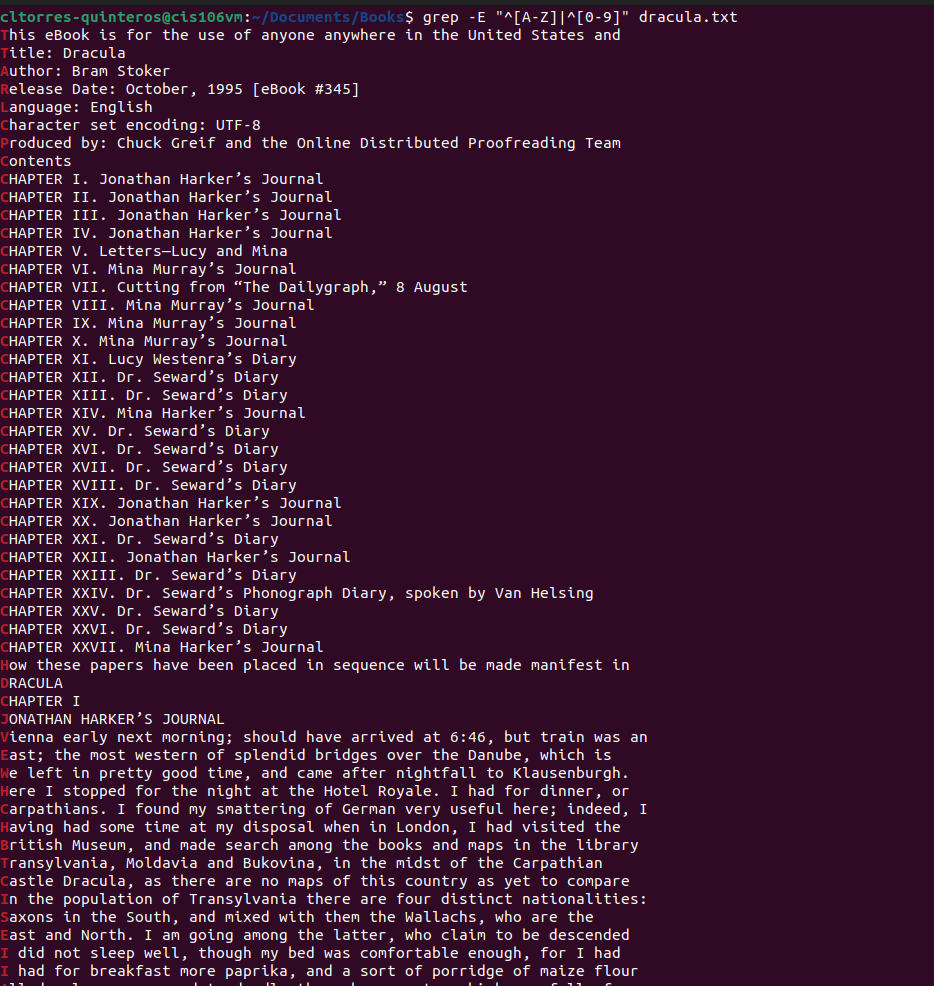 cltorres-quinteros@cis106vm:~/Documents/Books$ grep -E "^[A-Z]|^[0-9]" dracula.txt
This eBook is for the use of anyone anywhere in the United States and
Title: Dracula
Author: Bram Stoker
Release Date: October, 1995 [eBook #345]
Language: English
Character set encoding: UTF-8
Produced by: Chuck Greif and the Online Distributed Proofreading Team
Contents
CHAPTER I. Jonathan Harker’s Journal
CHAPTER II. Jonathan Harker’s Journal
CHAPTER III. Jonathan Harker’s Journal
CHAPTER IV. Jonathan Harker’s Journal
CHAPTER V. Letters—Lucy and Mina
CHAPTER VI. Mina Murray’s Journal
CHAPTER VII. Cutting from “The Dailygraph,” 8 August
CHAPTER VIII. Mina Murray’s Journal
CHAPTER IX. Mina Murray’s Journal
CHAPTER X. Mina Murray’s Journal
CHAPTER XI. Lucy Westenra’s Diary
CHAPTER XII. Dr. Seward’s Diary
CHAPTER XIII. Dr. Seward’s Diary
CHAPTER XIV. Mina Harker’s Journal
CHAPTER XV. Dr. Seward’s Diary
CHAPTER XVI. Dr. Seward’s Diary
CHAPTER XVII. Dr. Seward’s Diary
CHAPTER XVIII. Dr. Seward’s Diary
CHAPTER XIX. Jonathan Harker’s Journal
CHAPTER XX. Jonathan Harker’s Journal
CHAPTER XXI. Dr. Seward’s Diary
CHAPTER XXII. Jonathan Harker’s Journal
CHAPTER XXIII. Dr. Seward’s Diary
CHAPTER XXIV. Dr. Seward’s Phonograph Diary, spoken by Van Helsing
CHAPTER XXV. Dr. Seward’s Diary
CHAPTER XXVI. Dr. Seward’s Diary
CHAPTER XXVII. Mina Harker’s Journal
How these papers have been placed in sequence will be made manifest in
DRACULA
CHAPTER I
JONATHAN HARKER’S JOURNAL
Vienna early next morning; should have arrived at 6:46, but train was an
East; the most western of splendid bridges over the Danube, which is
We left in pretty good time, and came after nightfall to Klausenburgh.
Here I stopped for the night at the Hotel Royale. I had for dinner, or
Carpathians. I found my smattering of German very useful here; indeed, I
Having had some time at my disposal when in London, I had visited the
British Museum, and made search among the books and maps in the library
Transylvania, Moldavia and Bukovina, in the midst of the Carpathian
Castle Dracula, as there are no maps of this country as yet to compare
In the population of Transylvania there are four distinct nationalities:
Saxons in the South, and mixed with them the Wallachs, who are the
East and North. I am going among the latter, who claim to be descended
I did not sleep well, though my bed was comfortable enough, for I had
I had for breakfast more paprika, and a sort of porridge of maize flour